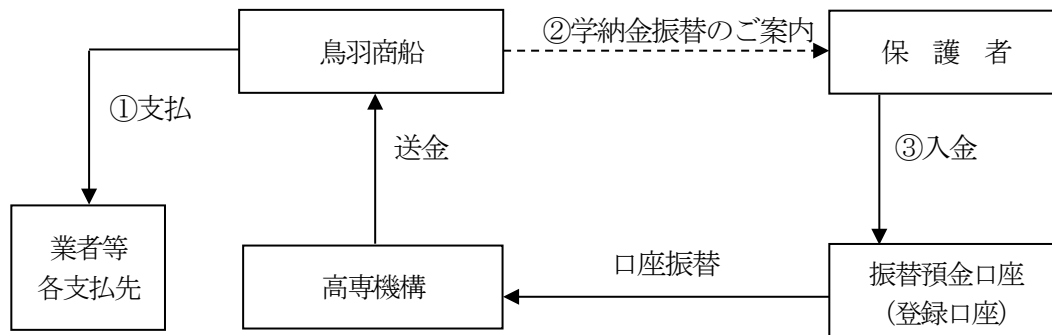 鳥羽商船
②学納金振替のご案内
保　護　者
①支払
送金
③入金
業者等
各支払先
高専機構
口座振替
振替預金口座
(登録口座)